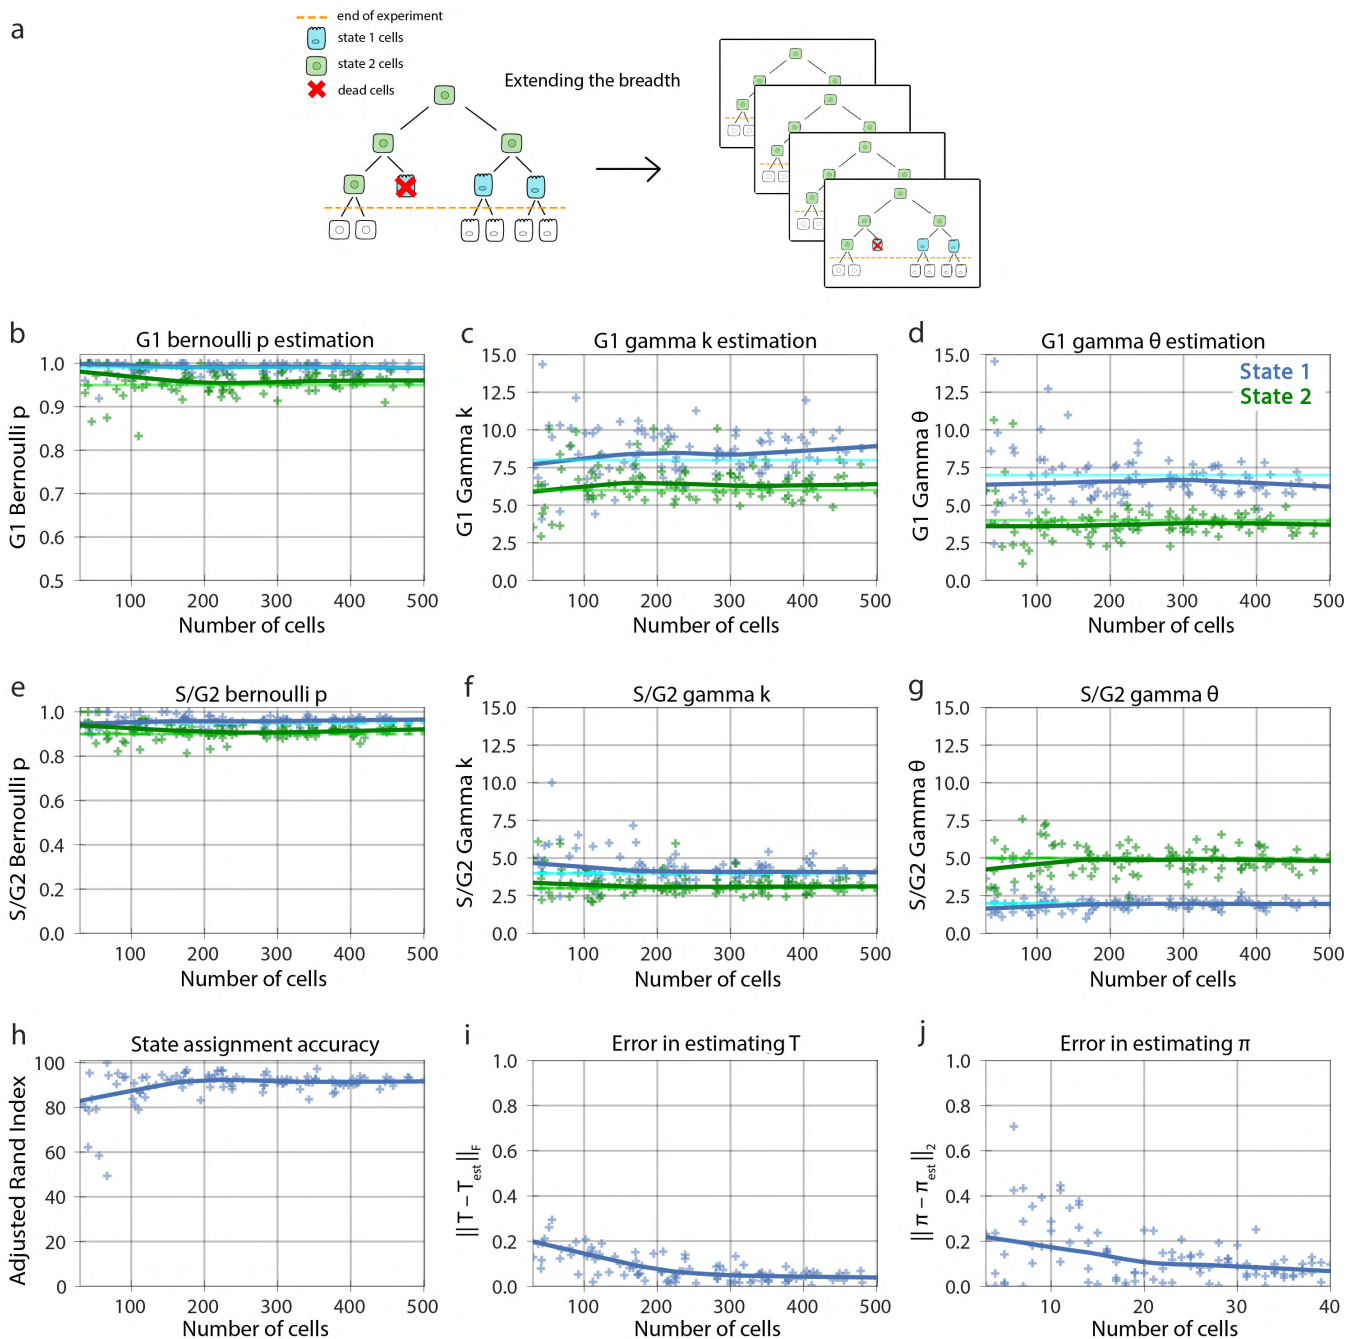 a
end of experiment
state 1 cells
state 2 cells
dead cells
Extending the breadth
b
G1 bernoulli p estimation
G1 Bernoulli p
1.0
0.9
0.8
0.7
0.6
0.5
100 200 300 400 500
Number of cells
c
G1 gamma k estimation
G1 Gamma k
15.0
12.5
10.0
7.5
5.0
2.5
0.0
100 200 300 400 500
Number of cells
d
G1 gamma θ estimation
G1 Gamma θ
15.0
12.5
10.0
7.5
5.0
2.5
0.0
State 1
State 2
100 200 300 400 500
Number of cells
e
S/G2 bernoulli p
S/G2 Bernoulli p
1.0
0.8
0.6
0.4
0.2
0.0
100 200 300 400 500
Number of cells
f
S/G2 gamma k
S/G2 Gamma k
15.0
12.5
10.0
7.5
5.0
2.5
0.0
100 200 300 400 500
Number of cells
g
S/G2 gamma θ
S/G2 Gamma θ
15.0
12.5
10.0
7.5
5.0
2.5
0.0
100 200 300 400 500
Number of cells
h
State assignment accuracy
Adjusted Rand Index
100
80
60
40
20
0
100 200 300 400 500
Number of cells
i
Error in estimating T
||T − T_est||_F
1.0
0.8
0.6
0.4
0.2
0.0
100 200 300 400 500
Number of cells
j
Error in estimating π
||π − π_est||_2
1.0
0.8
0.6
0.4
0.2
0.0
10 20 30 40
Number of cells